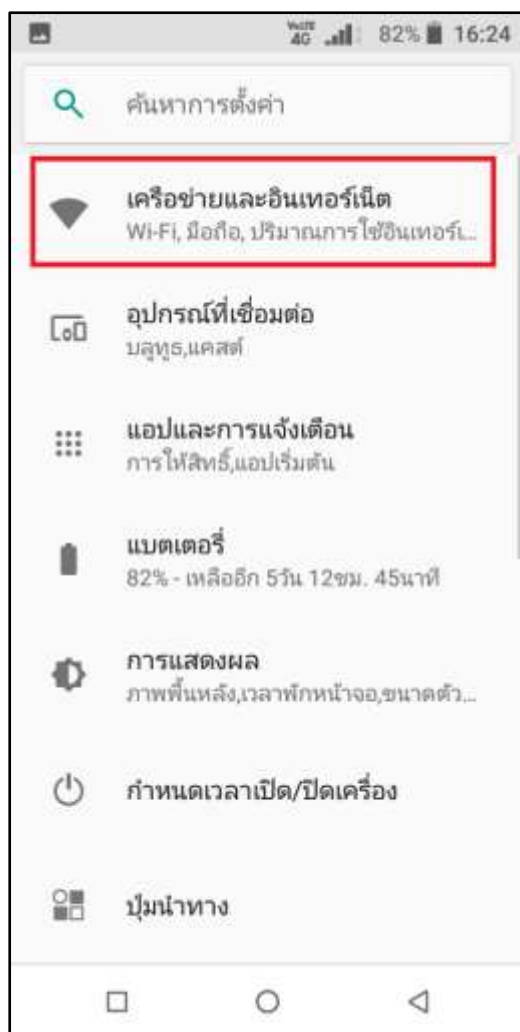 VoLTE 4G 82% 16:24
ค้นหาการตั้งค่า
เครือข่ายและอินเทอร์เน็ต
Wi-Fi, มือถือ, ปริมาณการใช้อินเทอร์เ...
อุปกรณ์ที่เชื่อมต่อ
บลูทูธ,แคสต์
แอปและการแจ้งเตือน
การให้สิทธิ์,แอปเริ่มต้น
แบตเตอรี่
82% - เหลืออีก 5วัน 12ชม. 45นาที
การแสดงผล
ภาพพื้นหลัง,เวลาพักหน้าจอ,ขนาดตัว...
กำหนดเวลาเปิด/ปิดเครื่อง
ปุ่มนำทาง